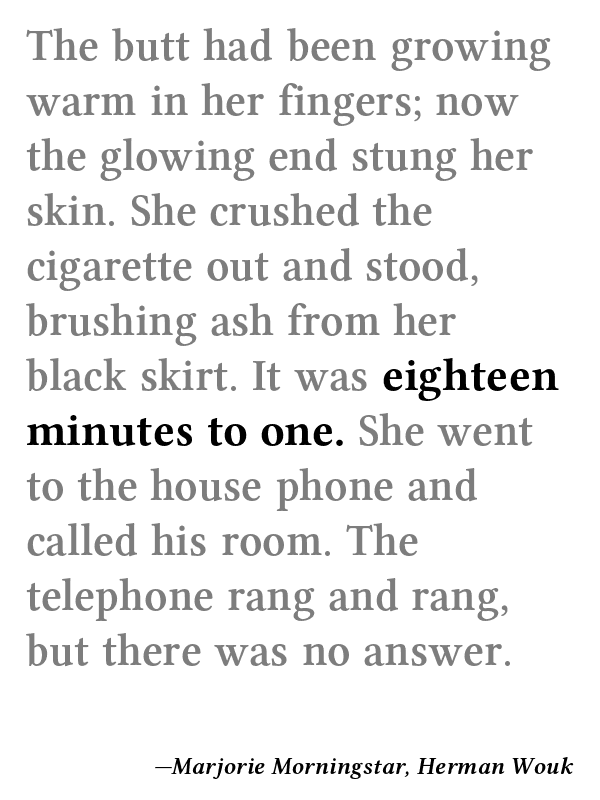 The butt had been growing
warm in her fingers; now
the glowing end stung her
skin. She crushed the
cigarette out and stood,
brushing ash from her
black skirt. It was eighteen
minutes to one. She went
to the house phone and
called his room. The
telephone rang and rang,
but there was no answer.
—Marjorie Morningstar, Herman Wouk